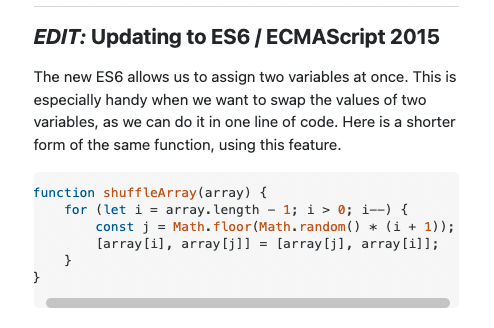 EDIT: Updating to ES6 / ECMAScript 2015
The new ES6 allows us to assign two variables at once. This is
especially handy when we want to swap the values of two
variables, as we can do it in one line of code. Here is a shorter
form of the same function, using this feature.
function shuffleArray(array) {
    for (let i = array.length - 1; i > 0; i--) {
        const j = Math.floor(Math.random() * (i + 1));
        [array[i], array[j]] = [array[j], array[i]];
    }
}